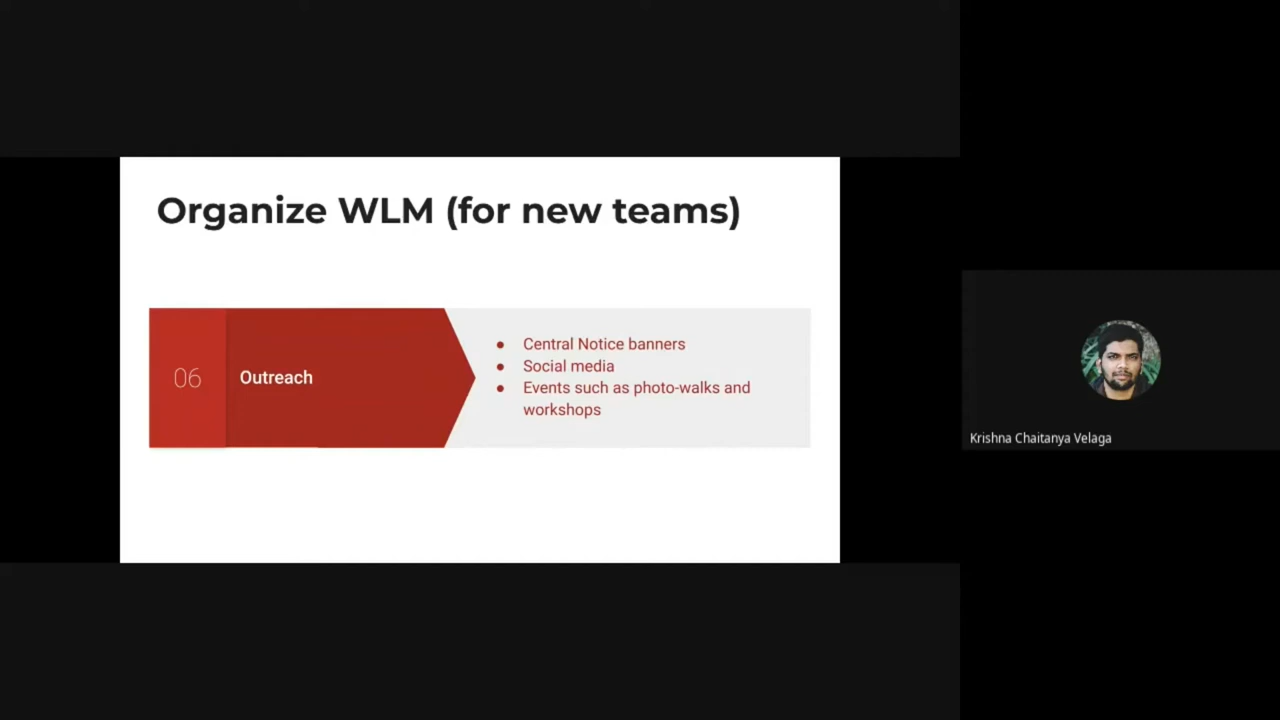 Organize WLM (for new teams)
06
Outreach
● Central Notice banners
● Social media
● Events such as photo-walks and
workshops
Krishna Chaitanya Velaga